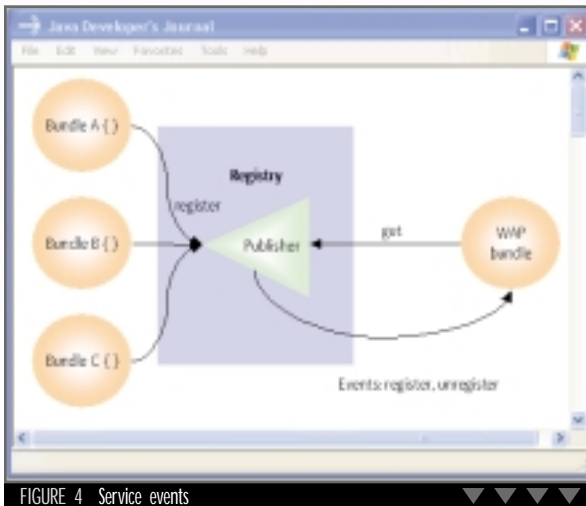 Java Developer's Journal
File Edit View Favorites Tools Help
Bundle A { }
Registry
register
Bundle B { }
Publisher
get
WAP
bundle
Bundle C { }
Events: register, unregister
FIGURE 4 Service events